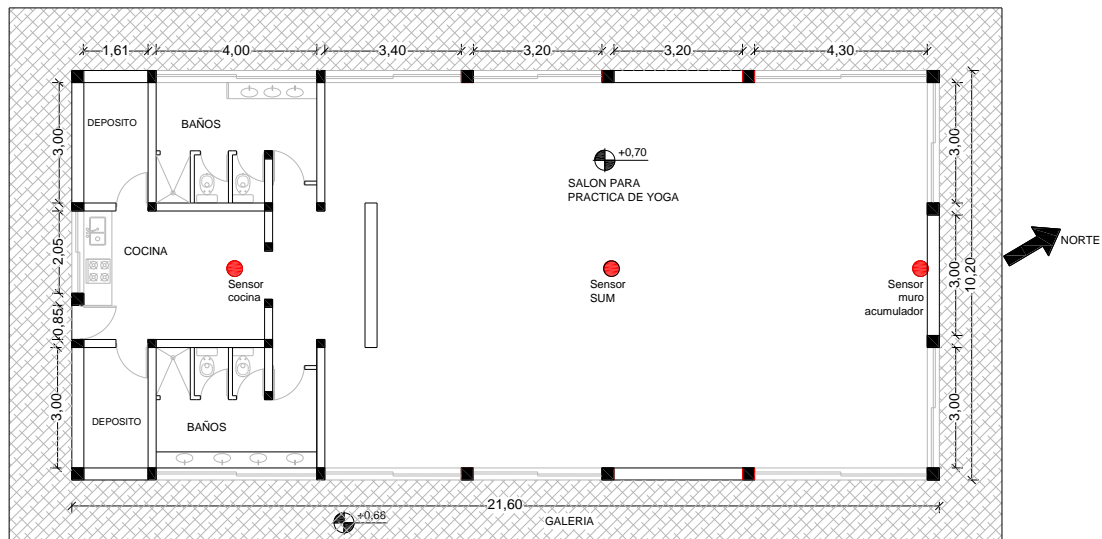 1,61
4,00
3,40
3,20
3,20
4,30
DEPOSITO
BAÑOS
3,00
3,00
+0,70
SALON PARA
PRACTICA DE YOGA
NORTE
COCINA
2,05
Sensor
cocina
Sensor
SUM
Sensor
muro
acumulador
3,00
10,20
0,85
3,00
DEPOSITO
BAÑOS
3,00
21,60
+0,68
GALERIA